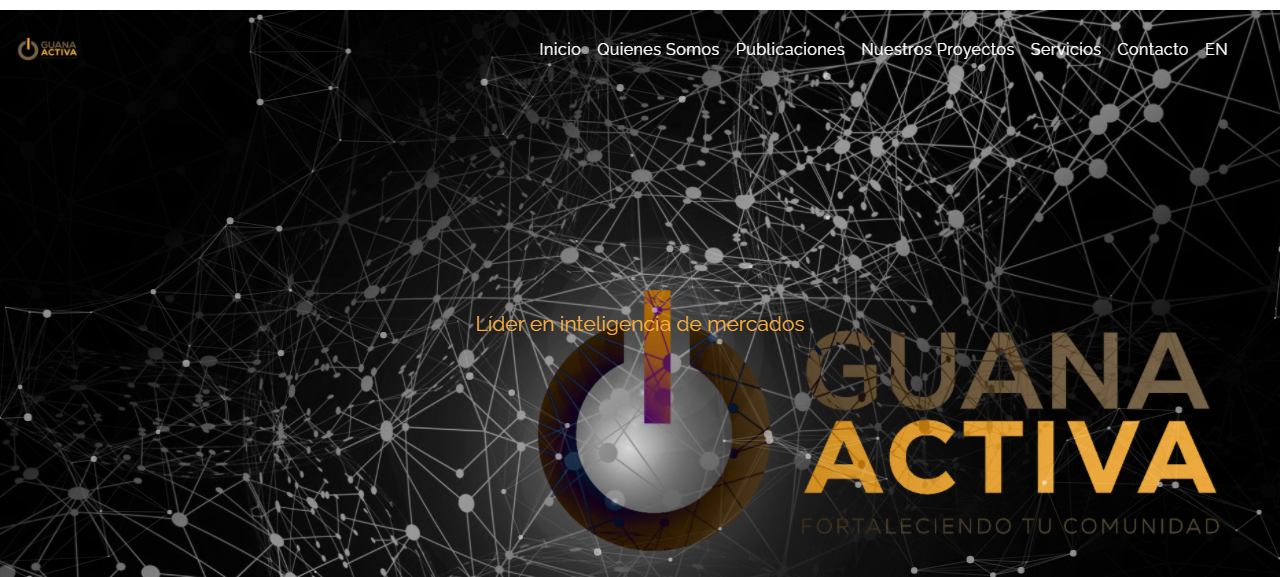 GUANA
ACTIVA
Inicio Quienes Somos Publicaciones Nuestros Proyectos Servicios Contacto EN
Líder en inteligencia de mercados
GUANA
ACTIVA
FORTALECIENDO TU COMUNIDAD